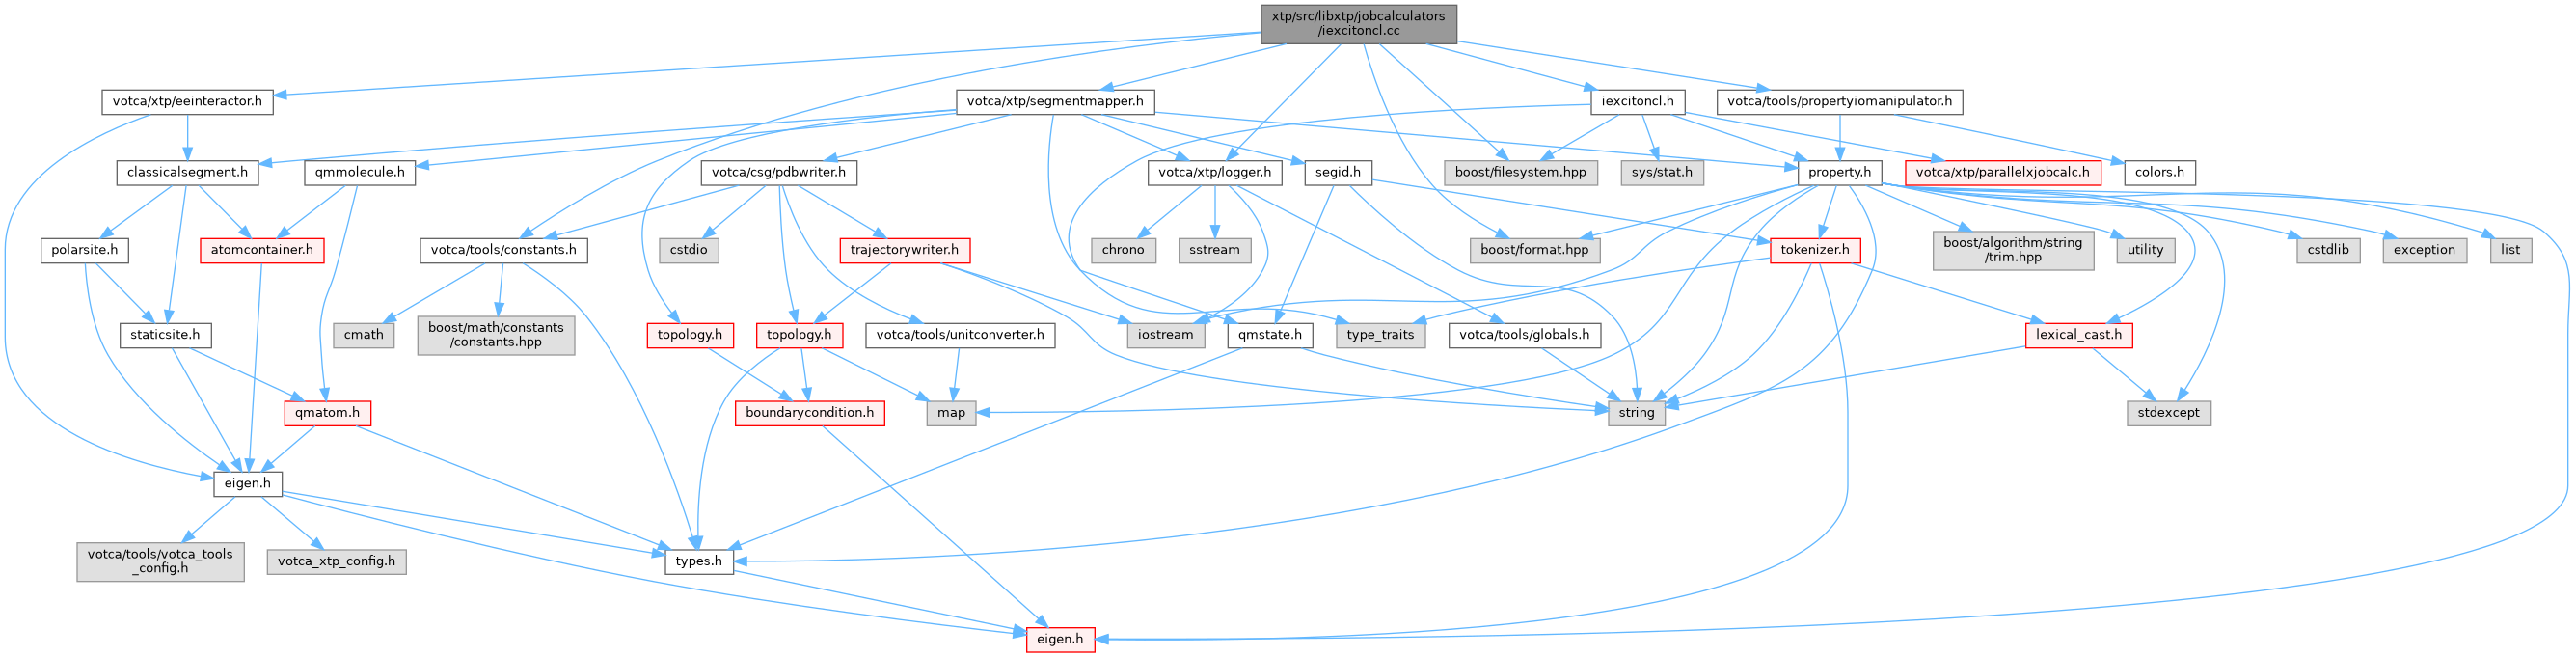 xtp/src/libxtp/jobcalculators
/iexcitoncl.cc
votca/xtp/eeinteractor.h
votca/xtp/segmentmapper.h
iexcitoncl.h
votca/tools/propertyiomanipulator.h
classicalsegment.h
qmmolecule.h
votca/csg/pdbwriter.h
votca/xtp/logger.h
segid.h
boost/filesystem.hpp
sys/stat.h
property.h
votca/xtp/parallelxjobcalc.h
colors.h
polarsite.h
atomcontainer.h
votca/tools/constants.h
cstdio
trajectorywriter.h
chrono
sstream
boost/format.hpp
tokenizer.h
boost/algorithm/string
/trim.hpp
utility
cstdlib
exception
list
staticsite.h
cmath
boost/math/constants
/constants.hpp
topology.h
topology.h
votca/tools/unitconverter.h
iostream
qmstate.h
type_traits
votca/tools/globals.h
lexical_cast.h
qmatom.h
boundarycondition.h
map
string
stdexcept
eigen.h
votca/tools/votca_tools
_config.h
votca_xtp_config.h
types.h
eigen.h